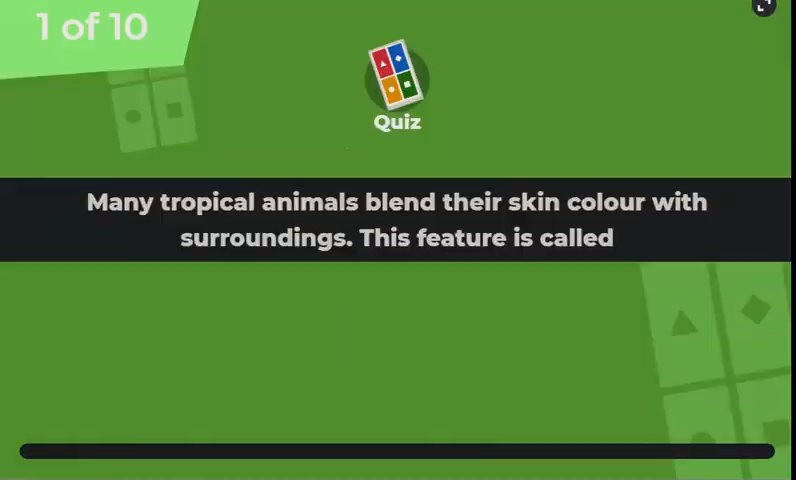 1 of 10
Quiz
Many tropical animals blend their skin colour with
surroundings. This feature is called